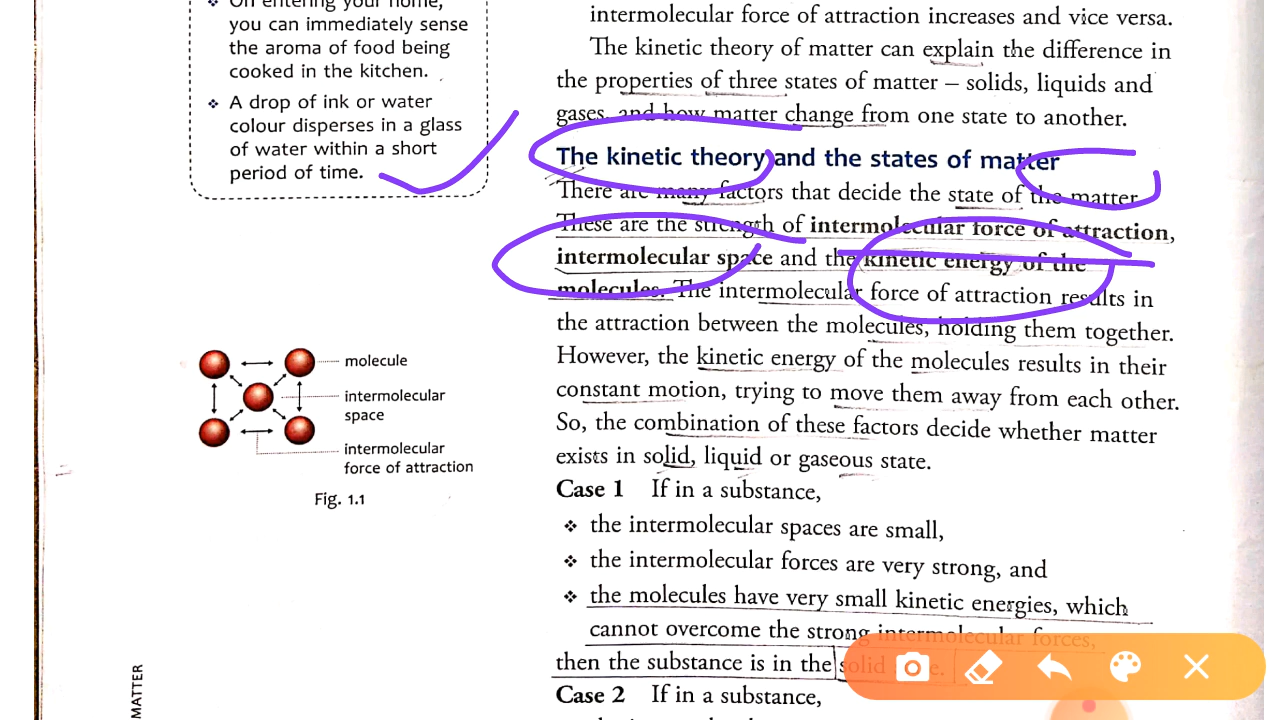 On entering your home,
you can immediately sense
the aroma of food being
cooked in the kitchen.
❖ A drop of ink or water
colour disperses in a glass
of water within a short
period of time.
molecule
intermolecular
space
intermolecular
force of attraction
Fig. 1.1
MATTER
intermolecular force of attraction increases and vice versa.
The kinetic theory of matter can explain the difference in
the properties of three states of matter – solids, liquids and
gases, and how matter change from one state to another.
The kinetic theory and the states of matter
There are many factors that decide the state of the matter.
These are the strength of intermolecular force of attraction,
intermolecular space and the kinetic energy of the
molecules. The intermolecular force of attraction results in
the attraction between the molecules, holding them together.
However, the kinetic energy of the molecules results in their
constant motion, trying to move them away from each other.
So, the combination of these factors decide whether matter
exists in solid, liquid or gaseous state.
Case 1 If in a substance,
❖ the intermolecular spaces are small,
❖ the intermolecular forces are very strong, and
❖ the molecules have very small kinetic energies, which
cannot overcome the strong intermolecular forces,
then the substance is in the solid
Case 2 If in a substance,